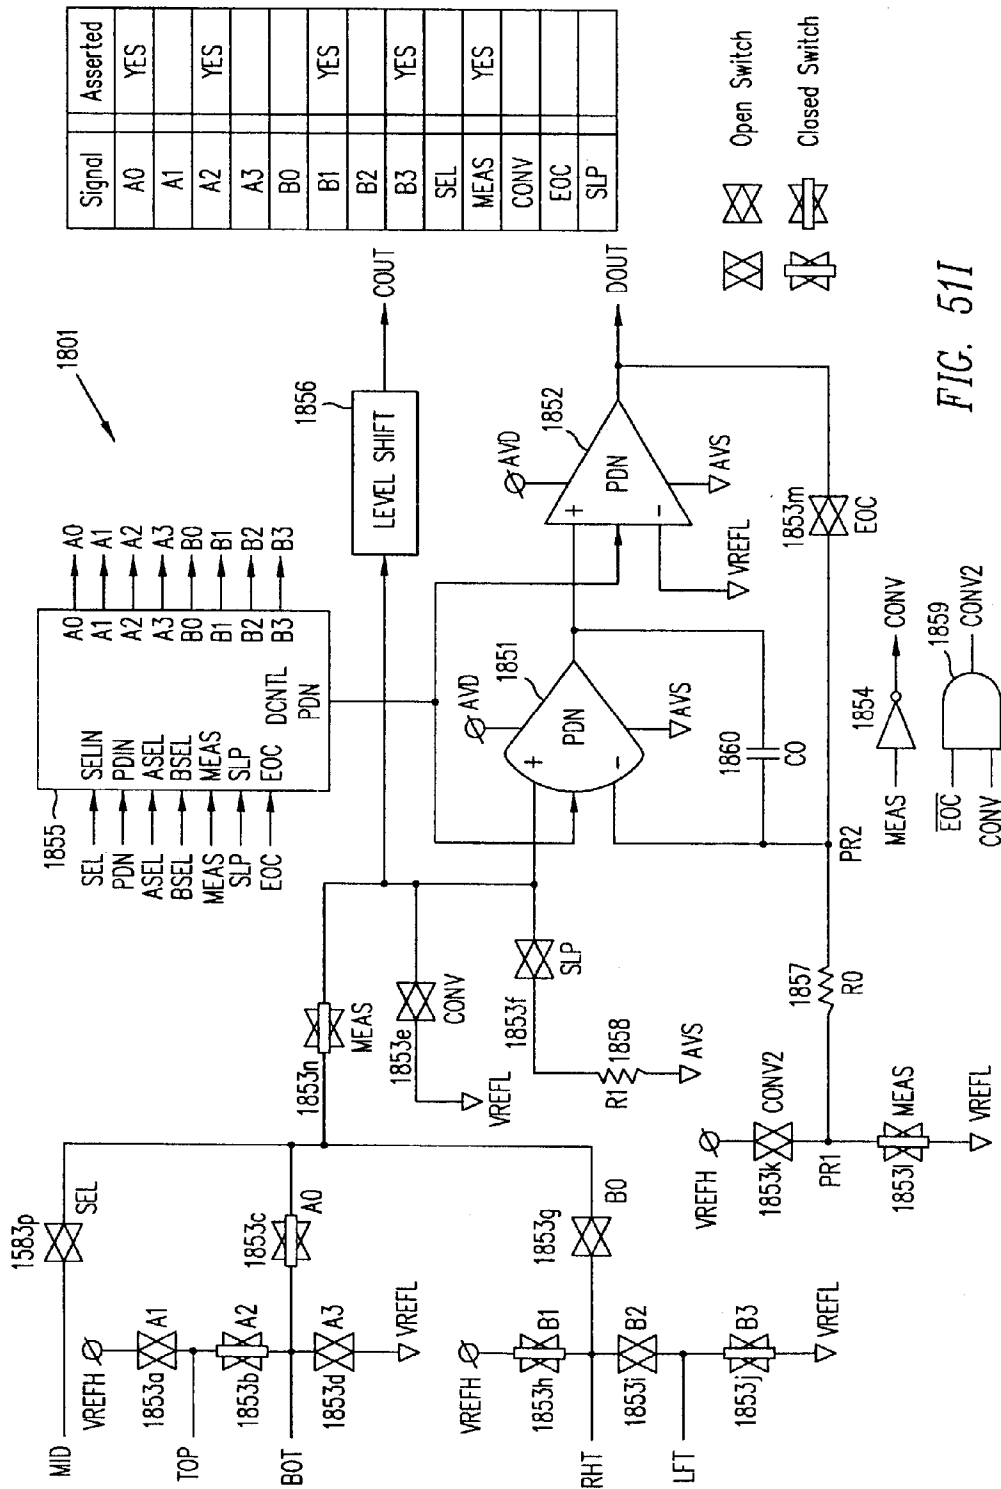 Signal Asserted
A0 YES
A1
A2 YES
A3
B0
B1 YES
B2
B3 YES
SEL
MEAS YES
CONV
EOC
SLP
Open Switch
Closed Switch
1801
1855
SEL SELIN A0 A0
PDN PDIN A1 A1
ASEL ASEL A2 A2
BSEL BSEL A3 A3
MEAS MEAS B0 B0
SLP SLP B1 B1
EOC EOC B2 B2
B3 B3
DCNTL
PDN
1856
LEVEL SHIFT
COUT
MID
1583p
SEL
VREFH
1853a
A1
TOP
1853b
A2
BOT
1853c
A0
1853d
A3
VREFL
1853n
MEAS
1853e
CONV
VREFL
1853f
SLP
R1
1858
AVS
AVD
1851
+
PDN
−
AVS
1860
C0
AVD
1852
+
PDN
−
AVS
VREFL
DOUT
VREFH
1853h
B1
RHT
1853g
B0
1853i
B2
LFT
1853j
B3
VREFL
VREFH
1853k
CONV2
PR1
1853l
MEAS
VREFL
1857
R0
PR2
1853m
EOC
1854
MEAS
CONV
1859
EOC
CONV
CONV2
FIG. 51I